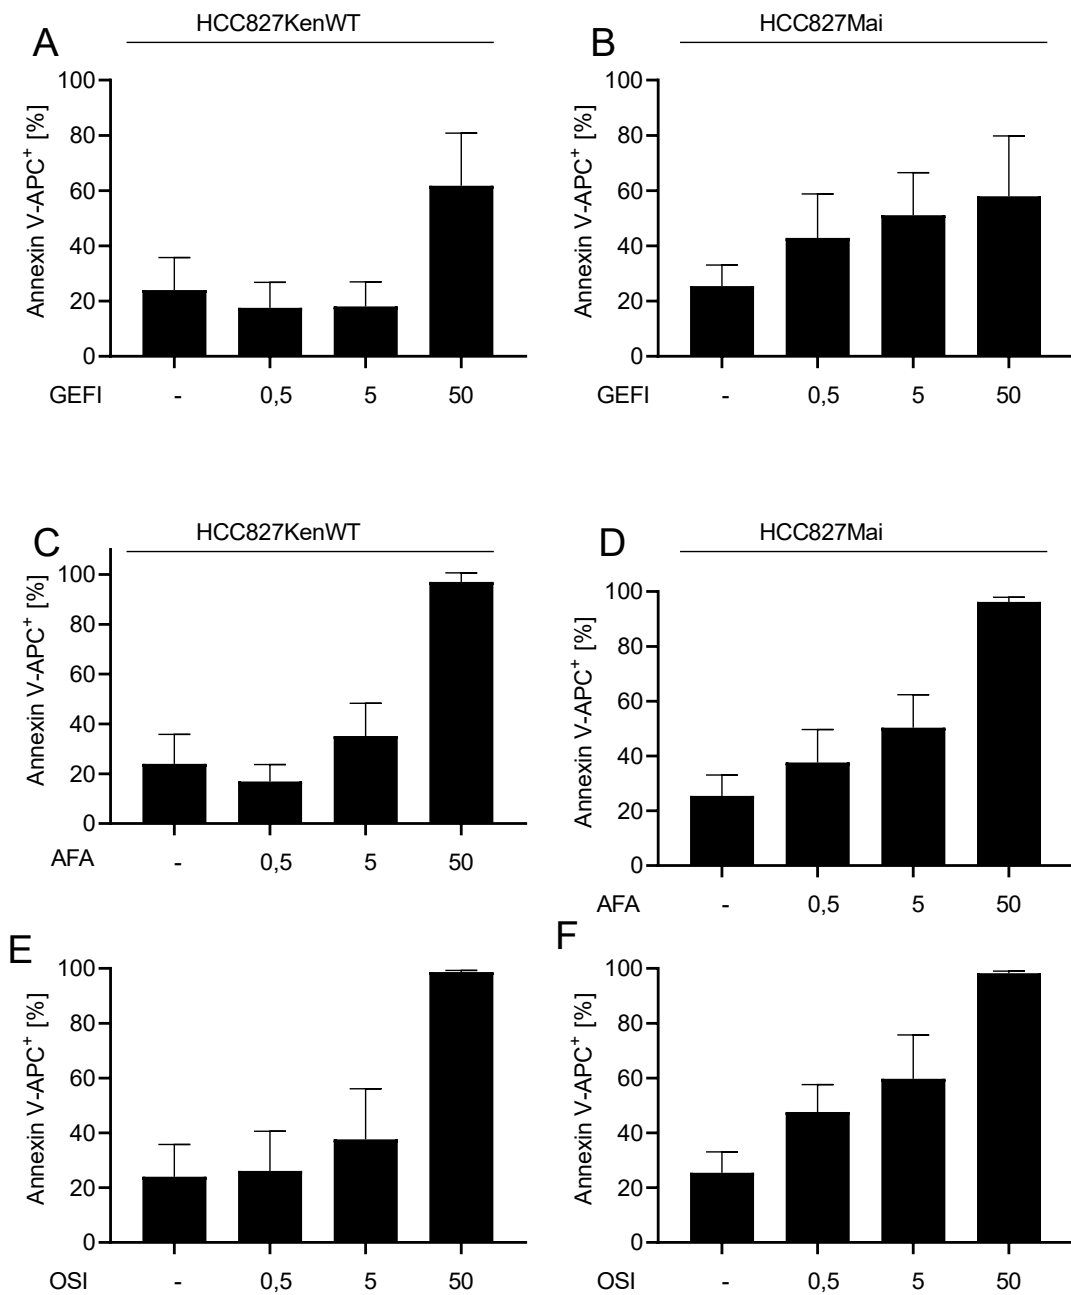 A
HCC827KenWT
Annexin V-APC⁺ [%]
100
80
60
40
20
0
GEFI - 0,5 5 50
B
HCC827Mai
Annexin V-APC⁺ [%]
100
80
60
40
20
0
GEFI - 0,5 5 50
C
HCC827KenWT
Annexin V-APC⁺ [%]
100
80
60
40
20
0
AFA - 0,5 5 50
D
HCC827Mai
Annexin V-APC⁺ [%]
100
80
60
40
20
0
AFA - 0,5 5 50
E
Annexin V-APC⁺ [%]
100
80
60
40
20
0
OSI - 0,5 5 50
F
Annexin V-APC⁺ [%]
100
80
60
40
20
0
OSI - 0,5 5 50